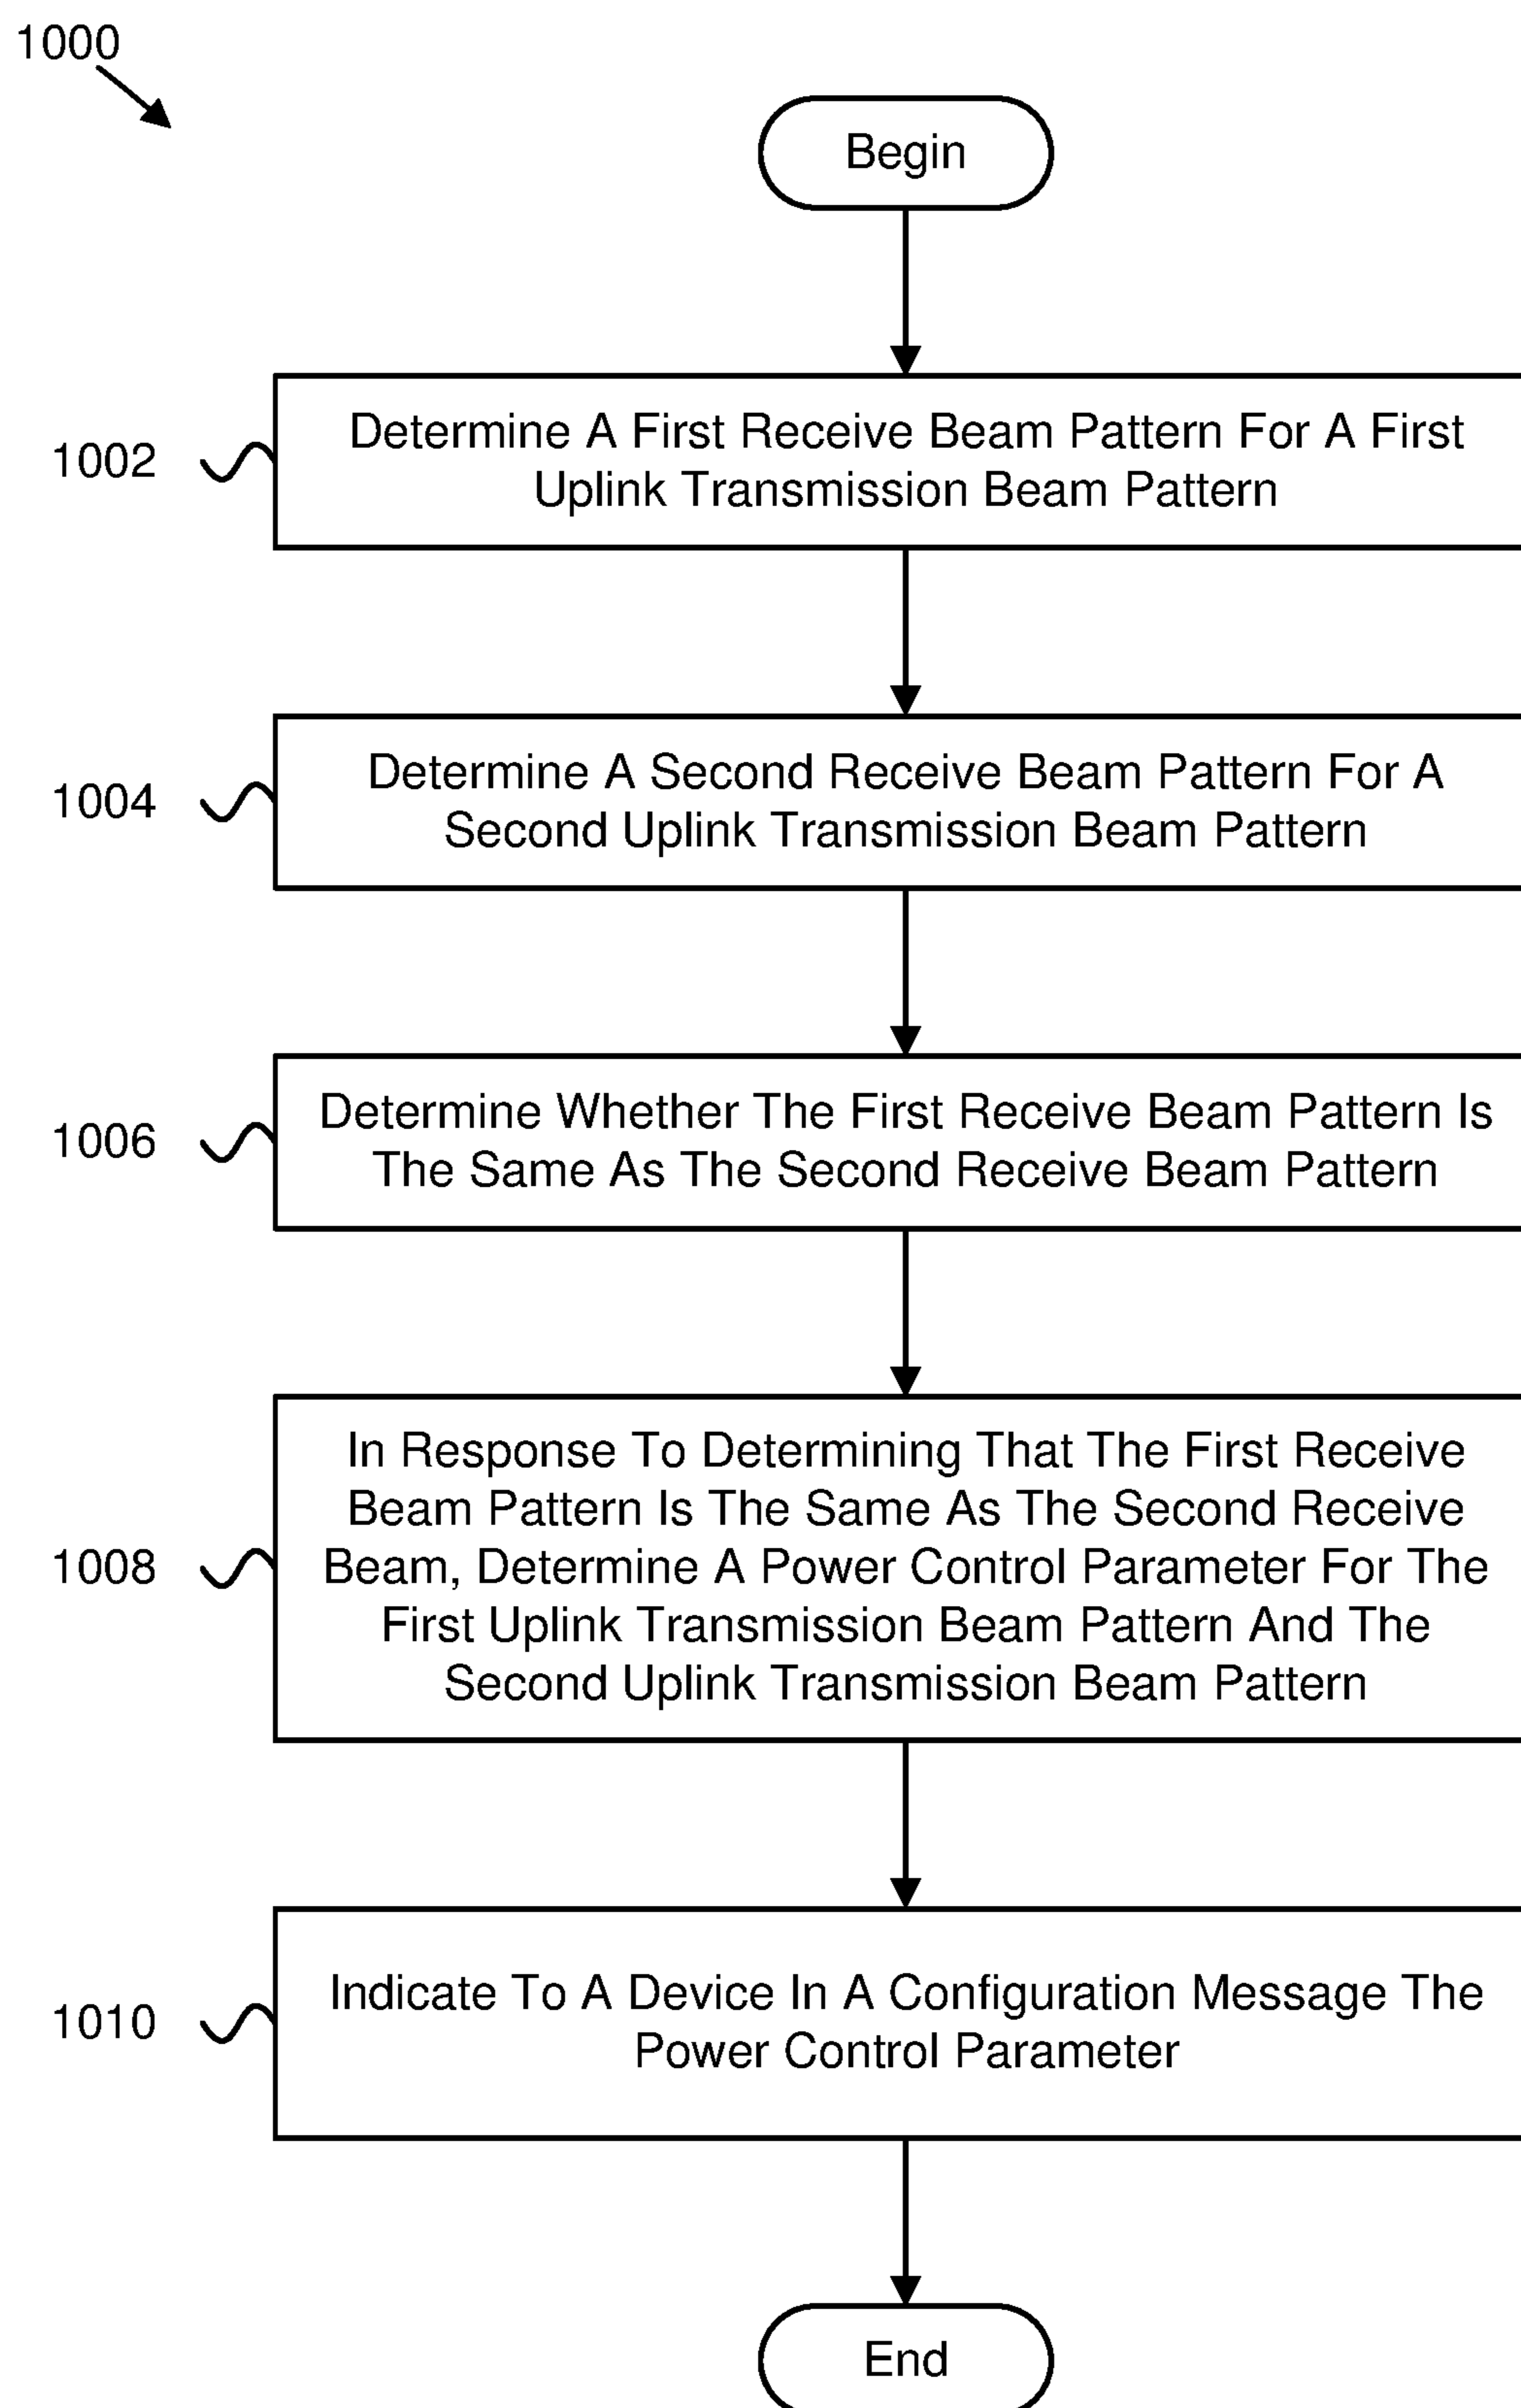 1000
Begin
1002
Determine A First Receive Beam Pattern For A First
Uplink Transmission Beam Pattern
1004
Determine A Second Receive Beam Pattern For A
Second Uplink Transmission Beam Pattern
1006
Determine Whether The First Receive Beam Pattern Is
The Same As The Second Receive Beam Pattern
1008
In Response To Determining That The First Receive
Beam Pattern Is The Same As The Second Receive
Beam, Determine A Power Control Parameter For The
First Uplink Transmission Beam Pattern And The
Second Uplink Transmission Beam Pattern
1010
Indicate To A Device In A Configuration Message The
Power Control Parameter
End